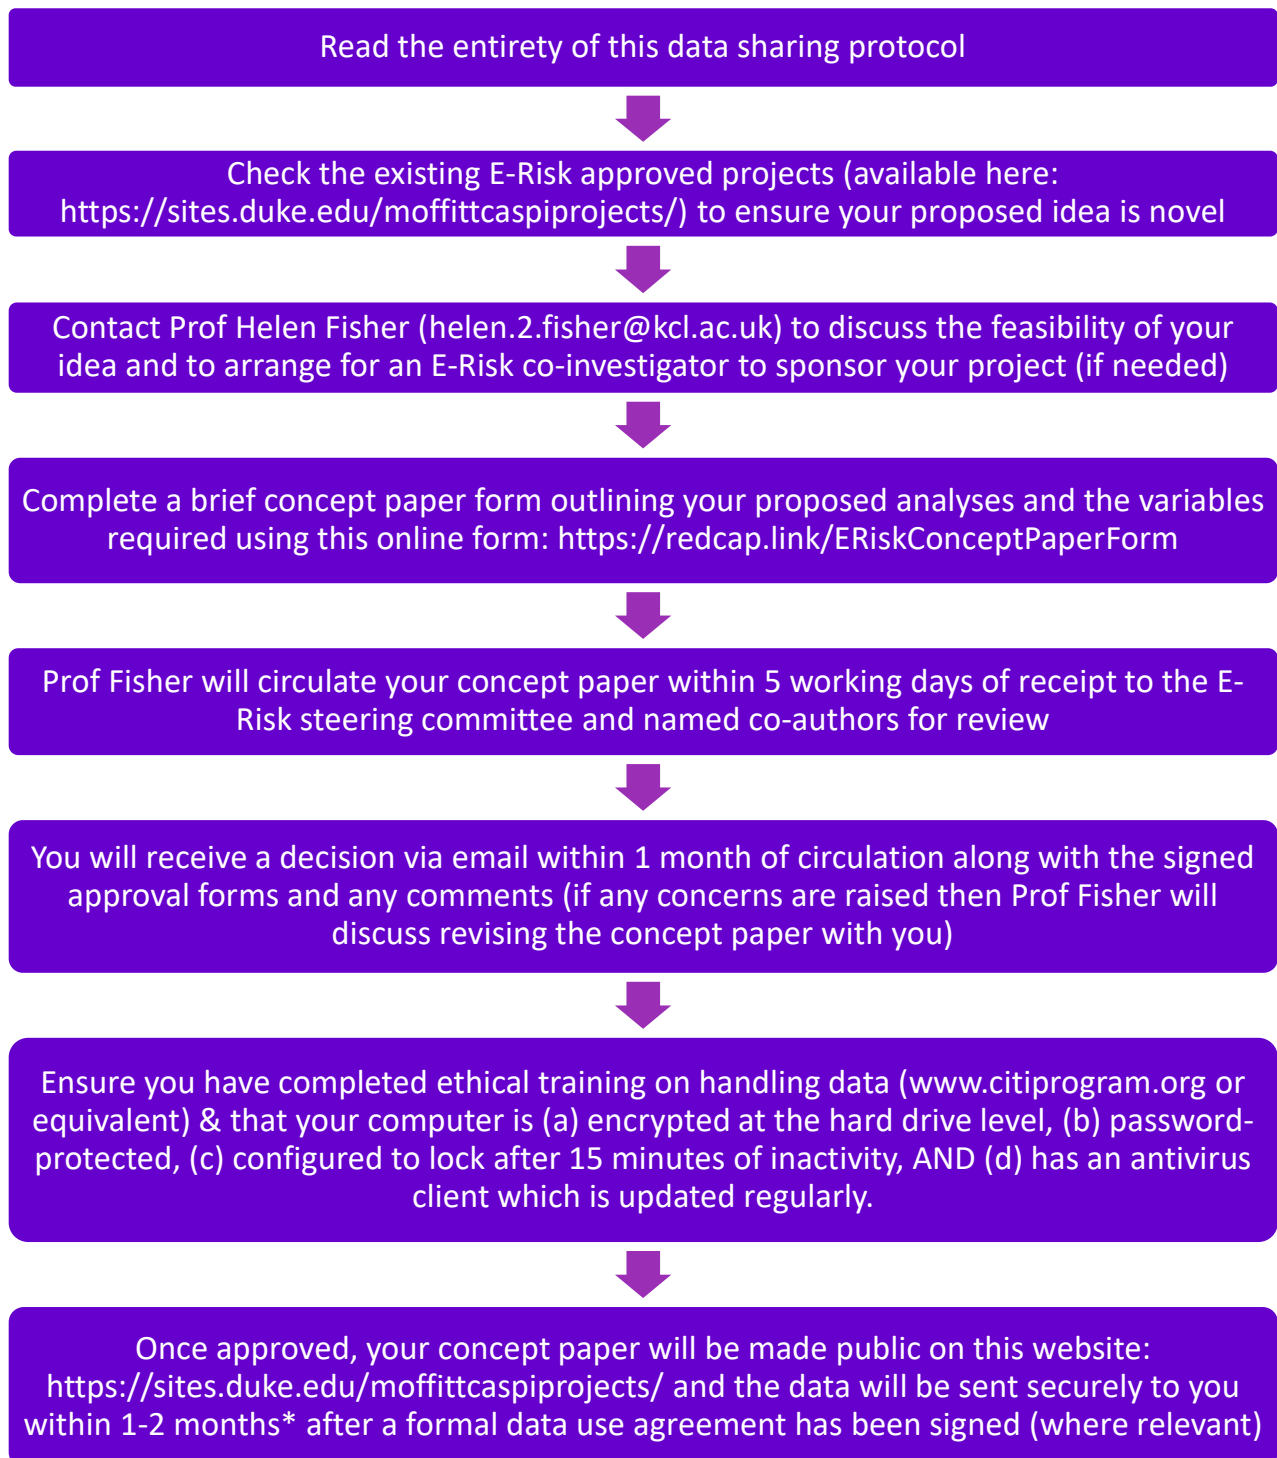 Read the entirety of this data sharing protocol
Check the existing E-Risk approved projects (available here:
https://sites.duke.edu/moffittcaspiprojects/) to ensure your proposed idea is novel
Contact Prof Helen Fisher (helen.2.fisher@kcl.ac.uk) to discuss the feasibility of your
idea and to arrange for an E-Risk co-investigator to sponsor your project (if needed)
Complete a brief concept paper form outlining your proposed analyses and the variables
required using this online form: https://redcap.link/ERiskConceptPaperForm
Prof Fisher will circulate your concept paper within 5 working days of receipt to the E-
Risk steering committee and named co-authors for review
You will receive a decision via email within 1 month of circulation along with the signed
approval forms and any comments (if any concerns are raised then Prof Fisher will
discuss revising the concept paper with you)
Ensure you have completed ethical training on handling data (www.citiprogram.org or
equivalent) & that your computer is (a) encrypted at the hard drive level, (b) password-
protected, (c) configured to lock after 15 minutes of inactivity, AND (d) has an antivirus
client which is updated regularly.
Once approved, your concept paper will be made public on this website:
https://sites.duke.edu/moffittcaspiprojects/ and the data will be sent securely to you
within 1-2 months* after a formal data use agreement has been signed (where relevant)